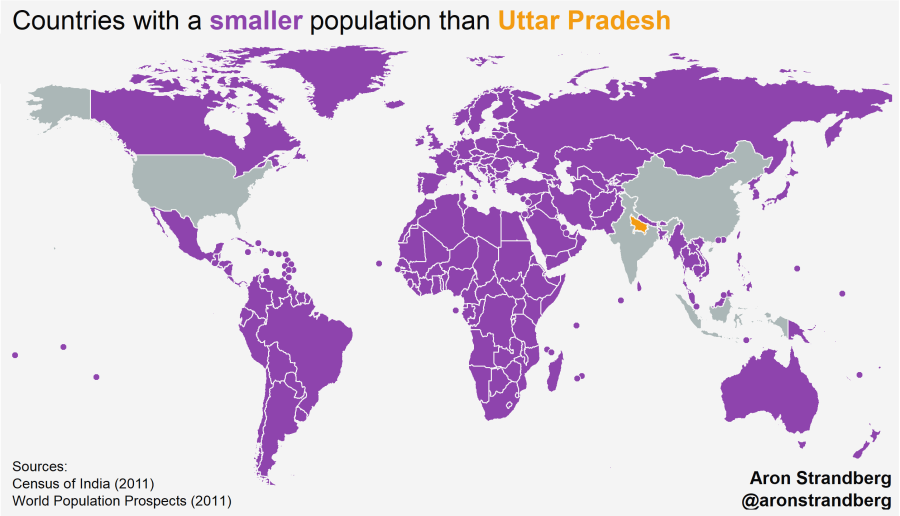 Countries with a smaller population than Uttar Pradesh
Sources:
Census of India (2011)
World Population Prospects (2011)
Aron Strandberg
@aronstrandberg